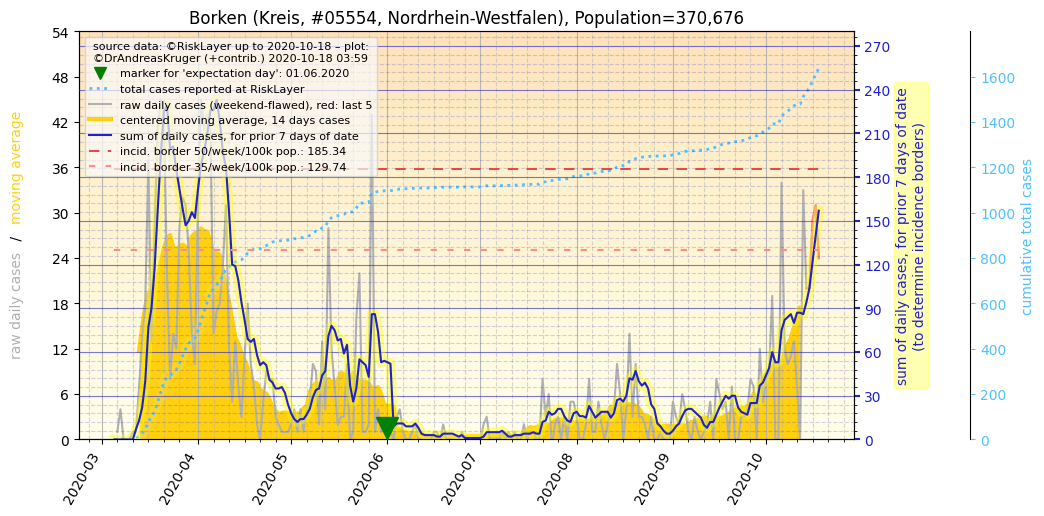 Borken (Kreis, #05554, Nordrhein-Westfalen), Population=370,676
source data: ©RiskLayer up to 2020-10-18 – plot:
©DrAndreasKruger (+contrib.) 2020-10-18 03:59
marker for 'expectation day': 01.06.2020
total cases reported at RiskLayer
raw daily cases (weekend-flawed), red: last 5
centered moving average, 14 days cases
sum of daily cases, for prior 7 days of date
incid. border 50/week/100k pop.: 185.34
incid. border 35/week/100k pop.: 129.74
raw daily cases / moving average
54
48
42
36
30
24
18
12
6
0
2020-03
2020-04
2020-05
2020-06
2020-07
2020-08
2020-09
2020-10
270
240
210
180
150
120
90
60
30
0
sum of daily cases, for prior 7 days of date
(to determine incidence borders)
1600
1400
1200
1000
800
600
400
200
0
cumulative total cases